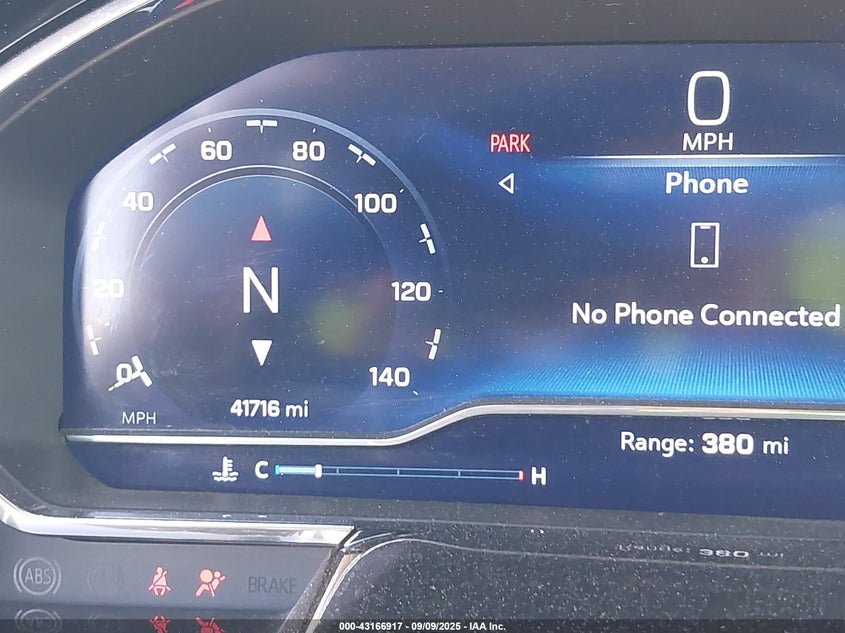 0
MPH
PARK
Phone
60 80
40 100
20 120
0 140
N
No Phone Connected
MPH
41716 mi
Range: 380 mi
C H
ABS
BRAKE
000-43166917 - 09/09/2025 - IAA Inc.